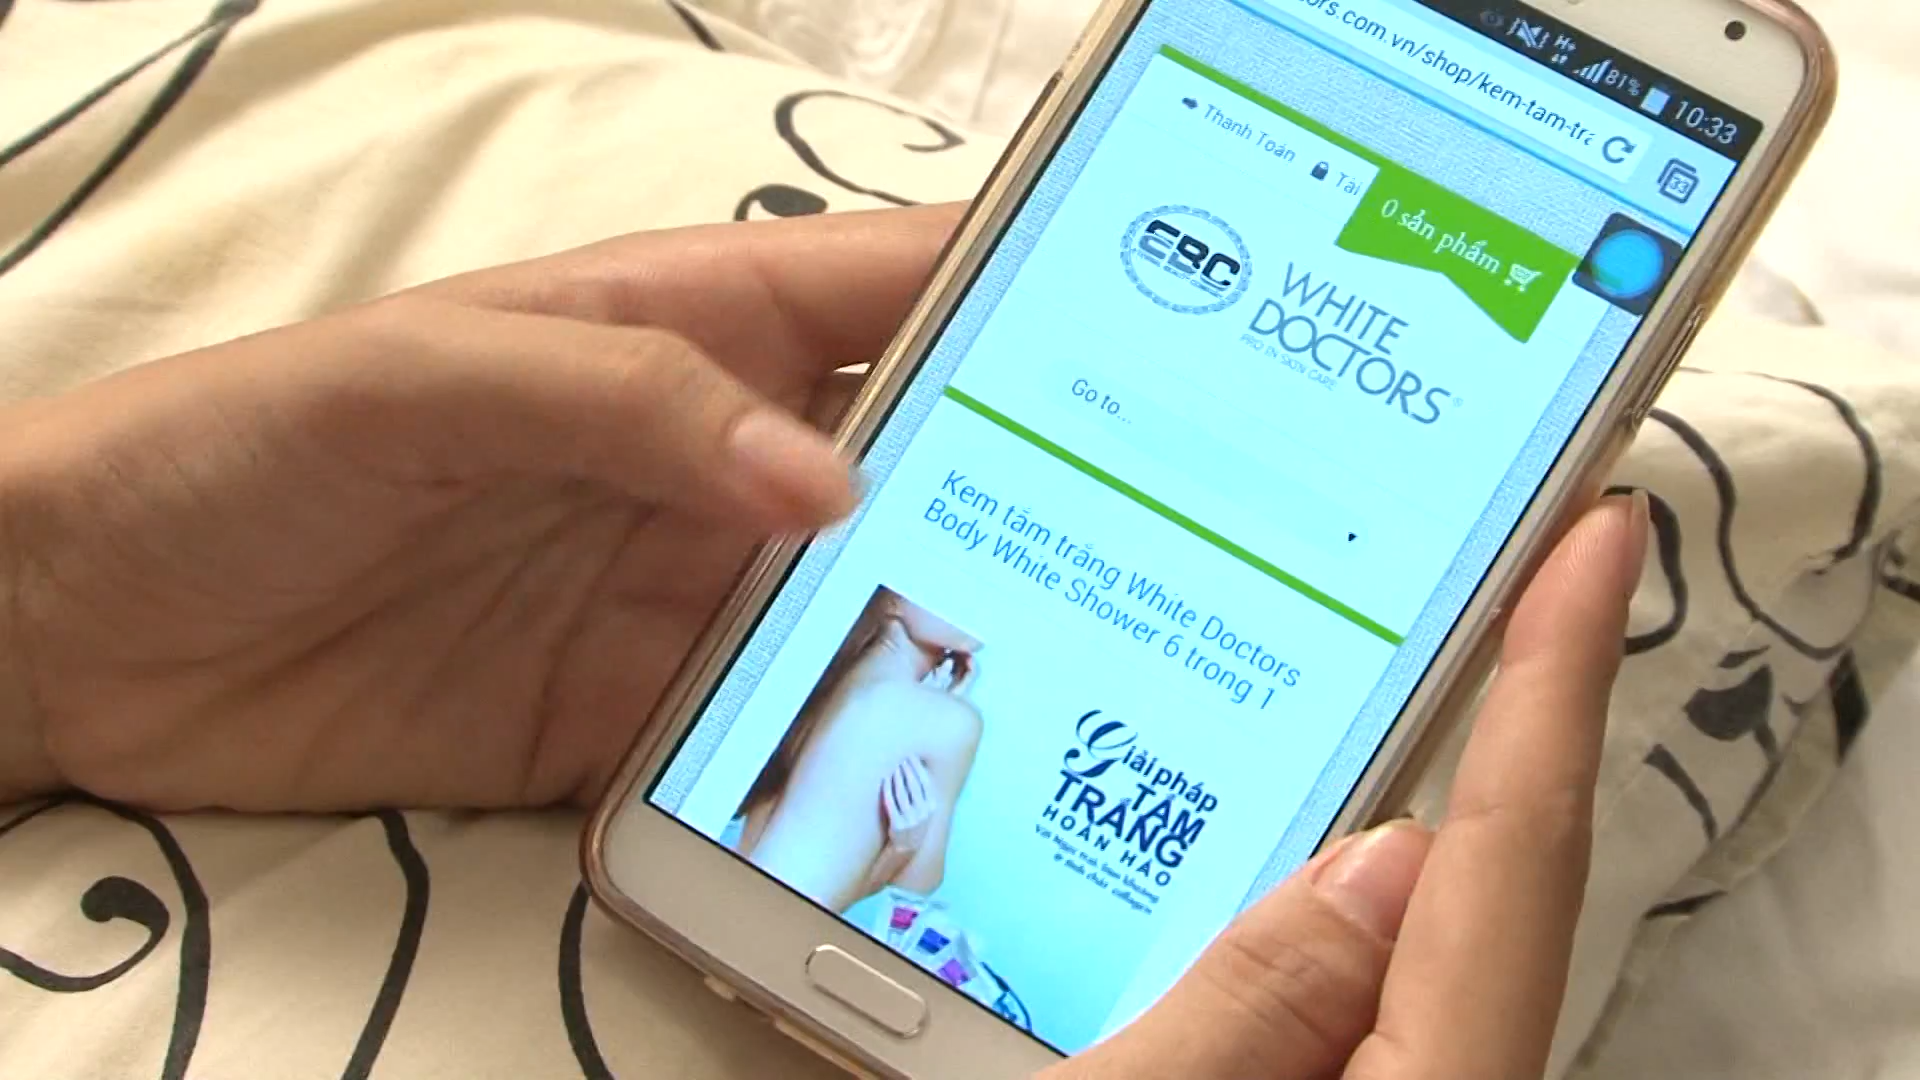 81% 10:33
ors.com.vn/shop/kem-tam-tra
33
Thanh Toán
Tài
0 sản phẩm
EBC
WHITE
DOCTORS®
PRO IN SKIN CARE
Go to...
Kem tắm trắng White Doctors
Body White Shower 6 trong 1
Giải pháp
TẮM
TRẮNG
HOÀN HẢO